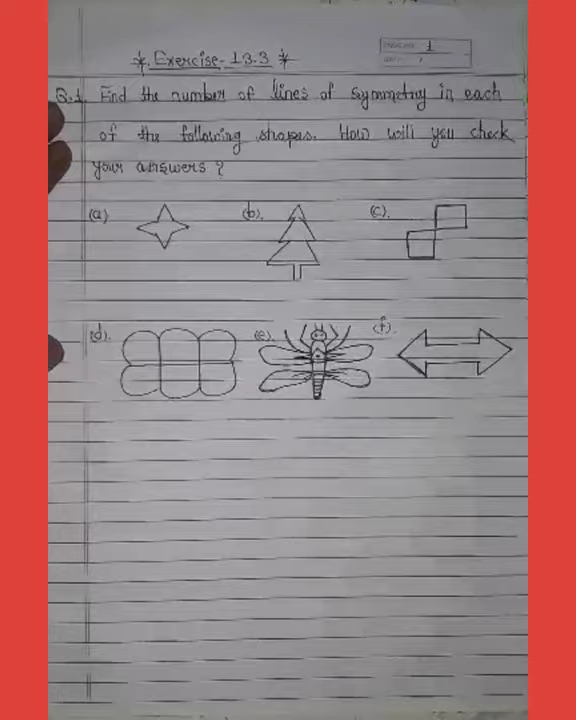 * Exercise-13.3 *
1
Q.1. Find the number of lines of symmetry in each
of the following shapes. How will you check
your answers ?
(a) (b). (c).
(d). (e). (f).